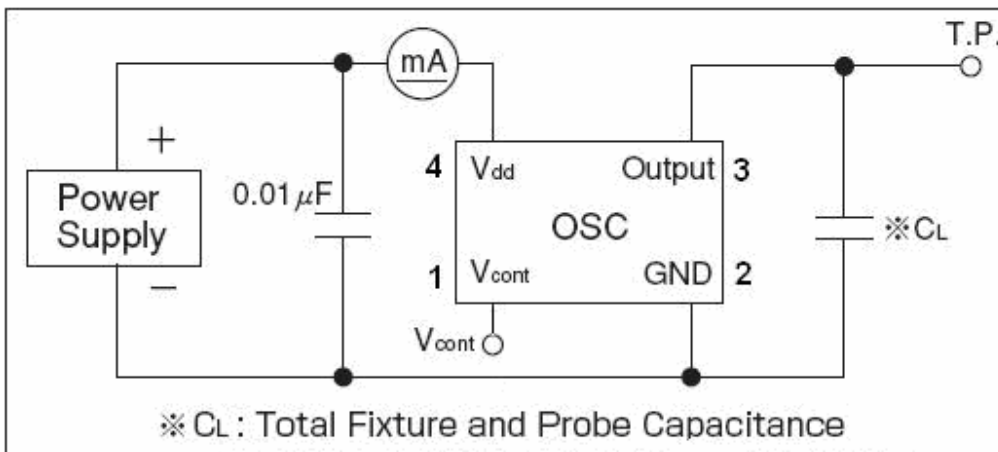 T.P.
mA
+
Power
Supply
−
0.01μF
4
Vdd
Output
3
OSC
※CL
1
Vcont
GND
2
Vcont
※CL : Total Fixture and Probe Capacitance